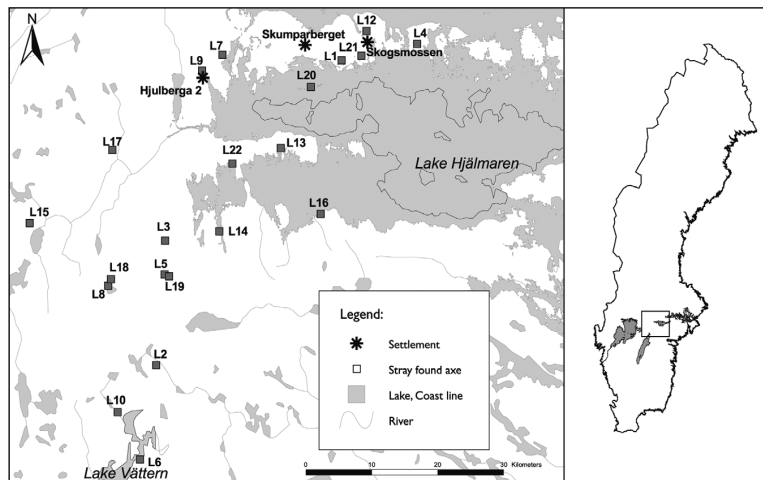 N
L12
Skumparberget
L4
L7
L21
L1
Skogsmossen
L9
L20
Hjulberga 2
L17
L13
L22
Lake Hjälmaren
L15
L16
L3
L14
L18
L5
L19
L8
Legend:
Settlement
Stray found axe
Lake, Coast line
River
L2
L10
L6
Lake Vättern
0 10 20 30 Kilometers